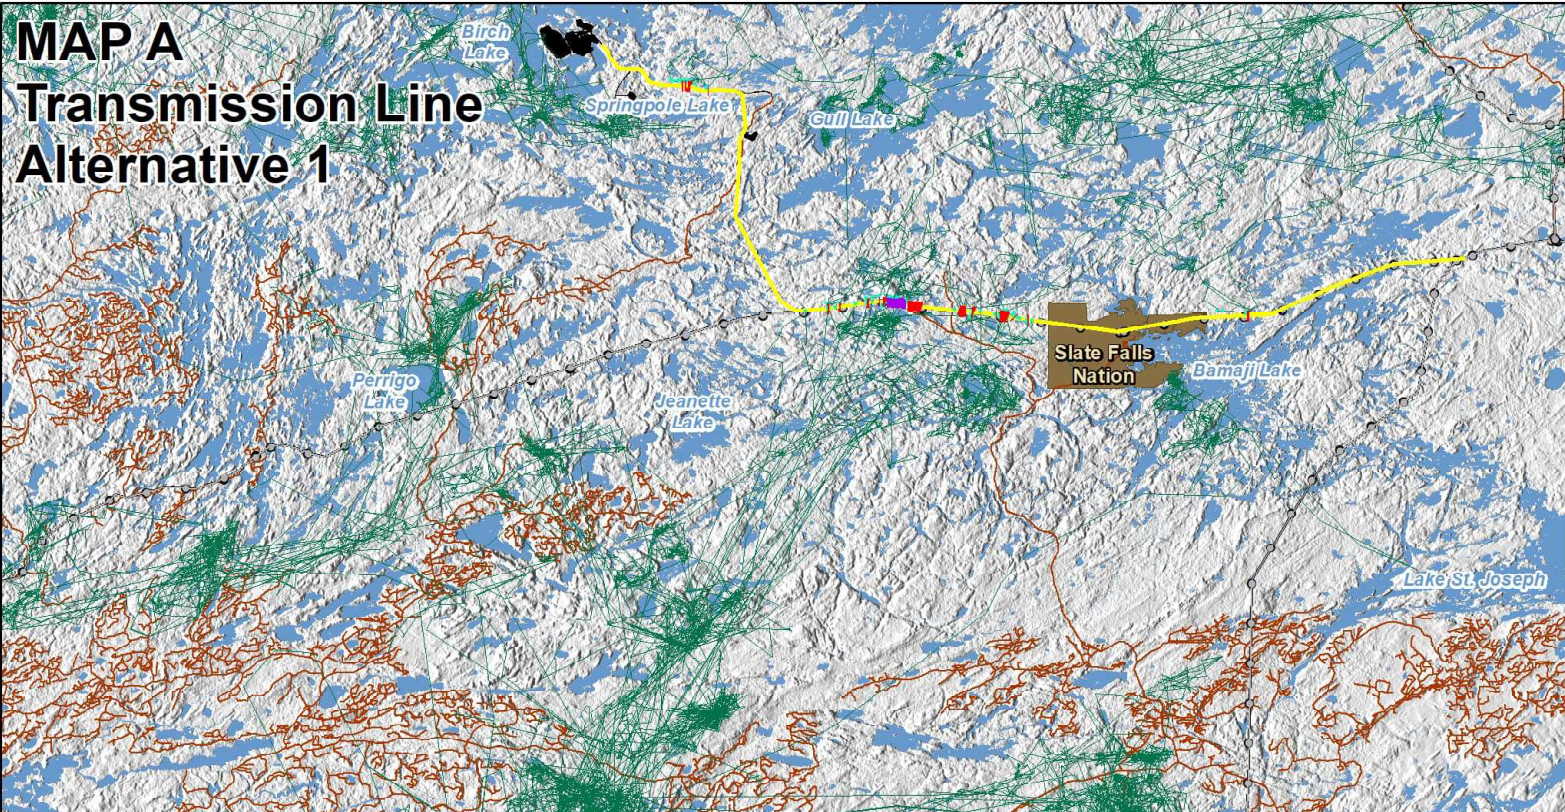 MAP A
Transmission Line
Alternative 1
Birch
Lake
Springpole Lake
Gull Lake
Slate Falls
Nation
Bamaji Lake
Perrigo
Lake
Jeanette
Lake
Lake St. Joseph